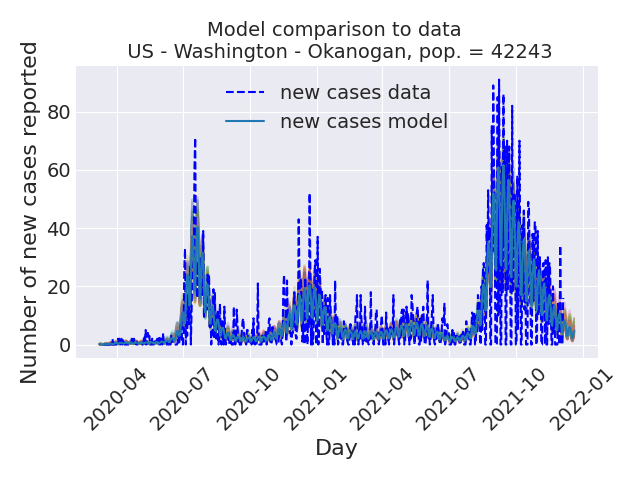 Model comparison to data
US - Washington - Okanogan, pop. = 42243
Number of new cases reported
80
60
40
20
0
new cases data
new cases model
2020-04
2020-07
2020-10
2021-01
2021-04
2021-07
2021-10
2022-01
Day